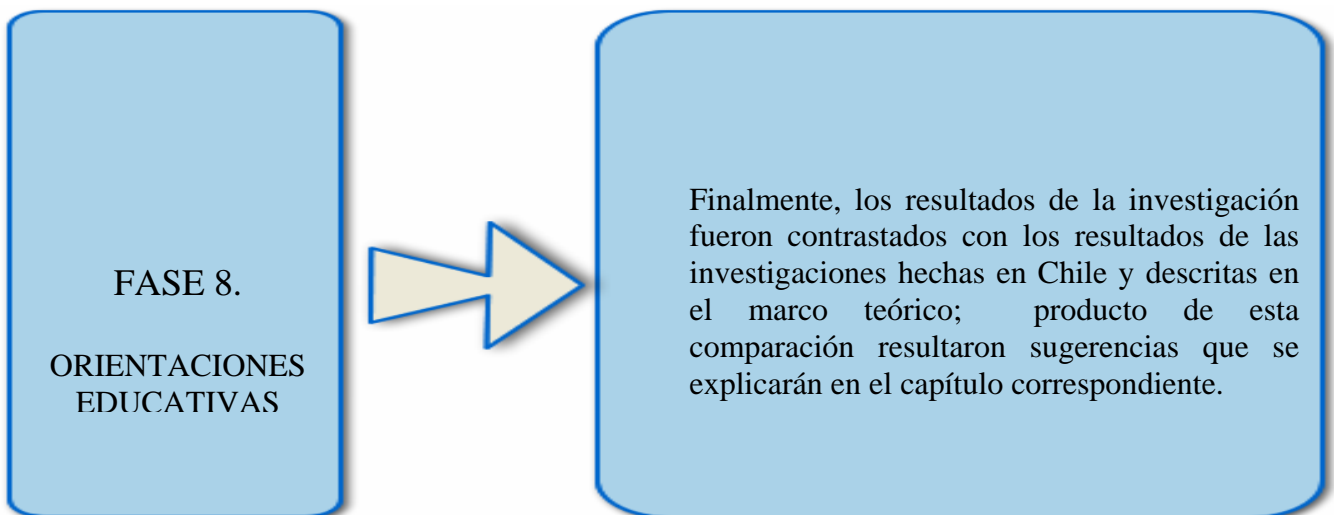 FASE 8.
ORIENTACIONES
EDUCATIVAS
Finalmente, los resultados de la investigación
fueron contrastados con los resultados de las
investigaciones hechas en Chile y descritas en
el marco teórico; producto de esta
comparación resultaron sugerencias que se
explicarán en el capítulo correspondiente.